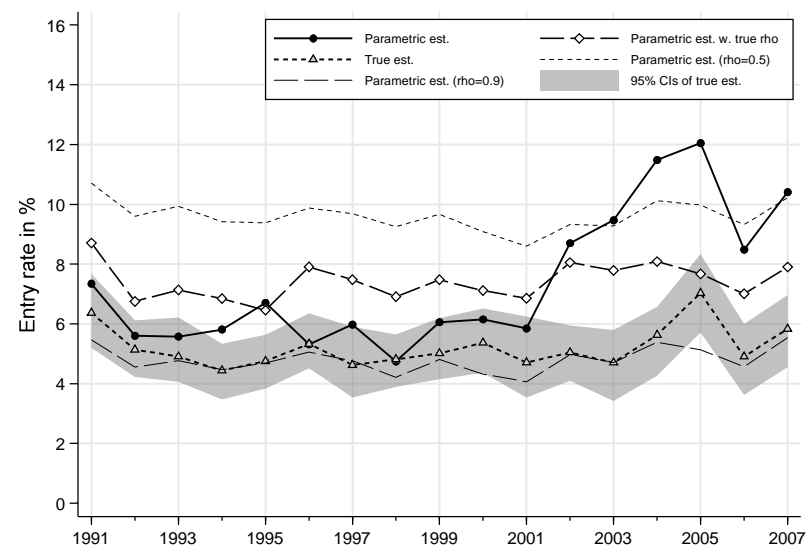 Parametric est.
Parametric est. w. true rho
True est.
Parametric est. (rho=0.5)
Parametric est. (rho=0.9)
95% CIs of true est.
Entry rate in %
16
14
12
10
8
6
4
2
0
1991 1993 1995 1997 1999 2001 2003 2005 2007